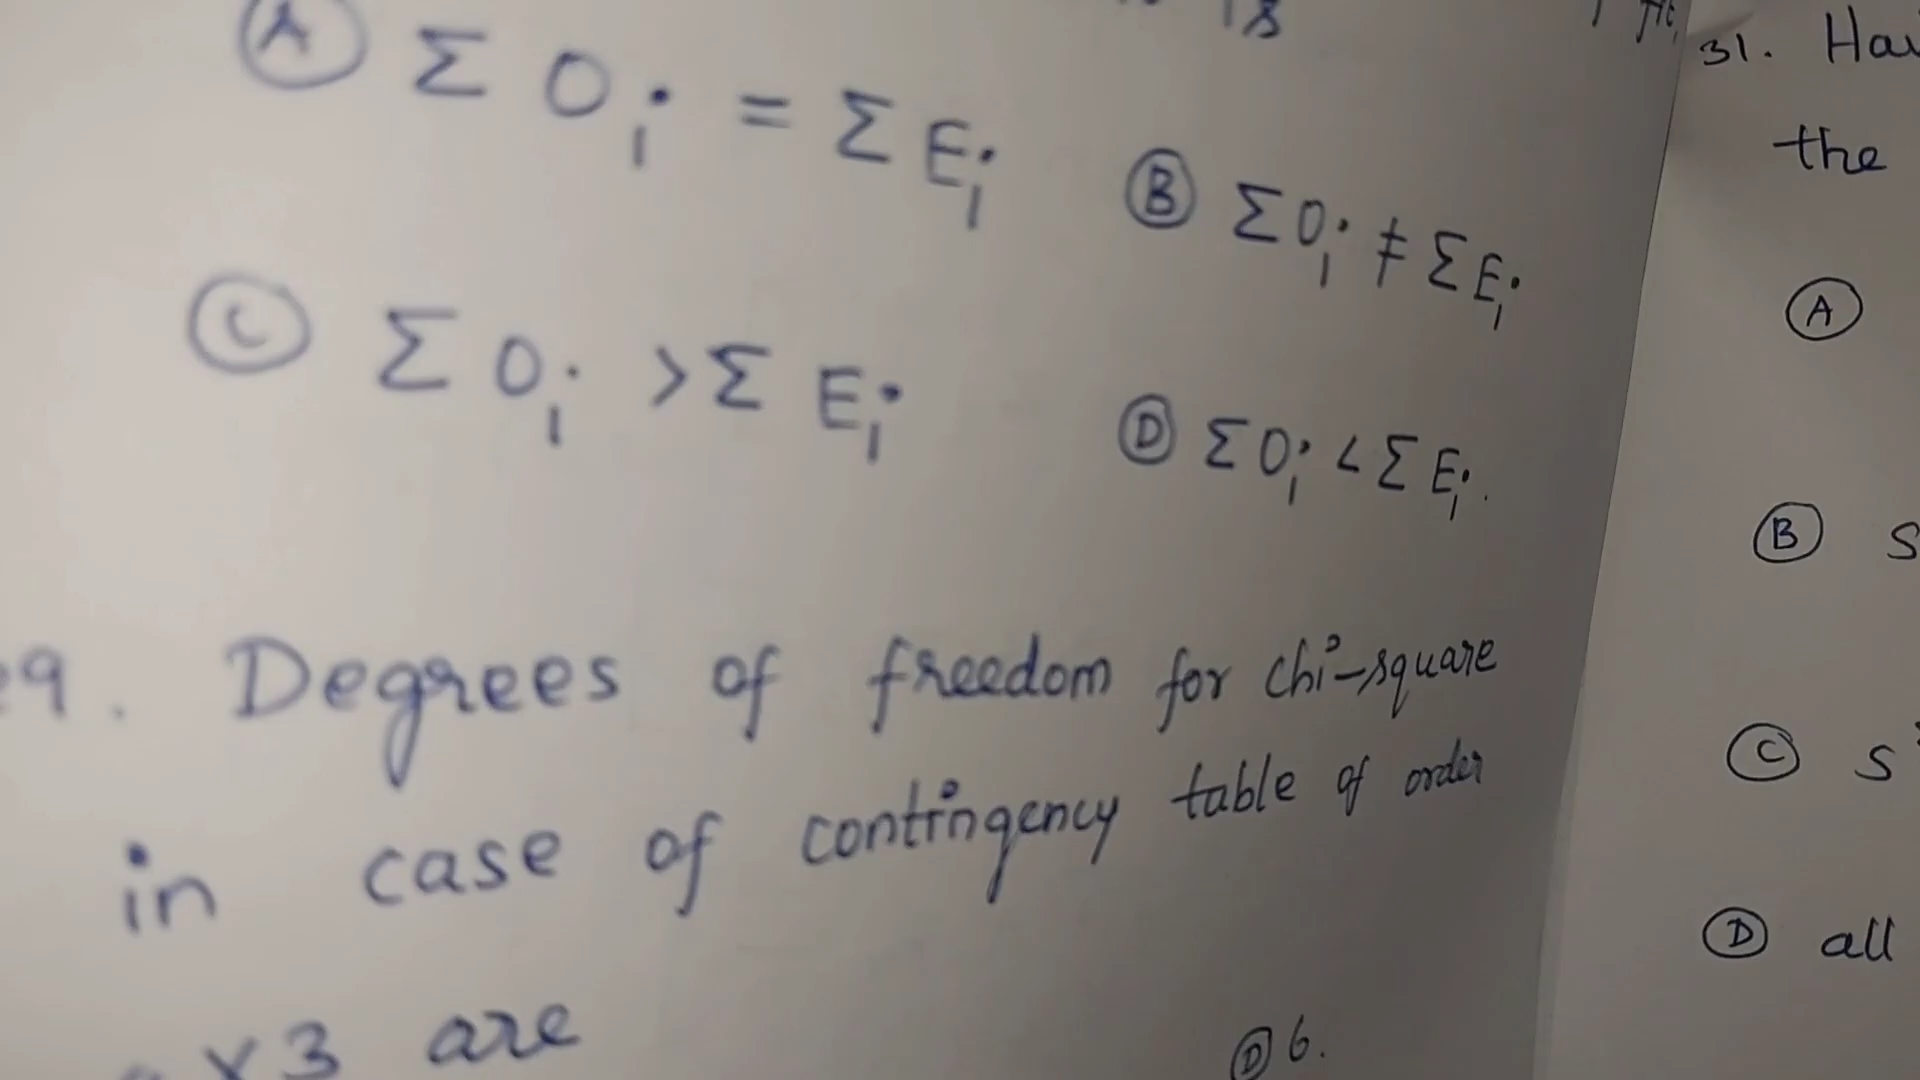 Ⓐ Σ Oi = Σ Ei
Ⓑ Σ Oi ≠ Σ Ei
Ⓒ Σ Oi > Σ Ei
Ⓓ Σ Oi < Σ Ei.
9. Degrees of freedom for chi-square
in case of contingency table of order
×3 are
Ⓓ 6.
31.
the
Ⓐ
Ⓑ S
Ⓒ S
Ⓓ all